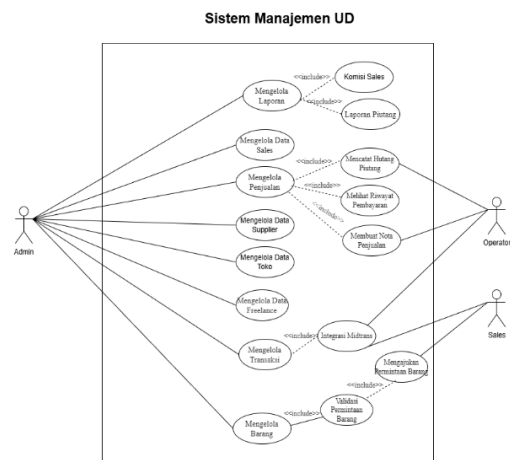 Sistem Manajemen UD
<<include>>
Komisi Sales
Mengelola
Laporan
<<include>>
Laporan Piutang
Mengelola Data
Sales
<<include>>
Mencatat Hutang
Piutang
Mengelola
Penjualan
<<include>>
Melihat Riwayat
Pembayaran
<<include>>
Membuat Nota
Penjualan
Mengelola Data
Supplier
Mengelola Data
Toko
Mengelola Data
Freelance
Admin
Operator
Sales
<<include>>
Integrasi Midtrans
Mengelola
Transaksi
Mengajukan
Permintaan Barang
<<include>>
Validasi
Permintaan
Barang
<<include>>
Mengelola
Barang